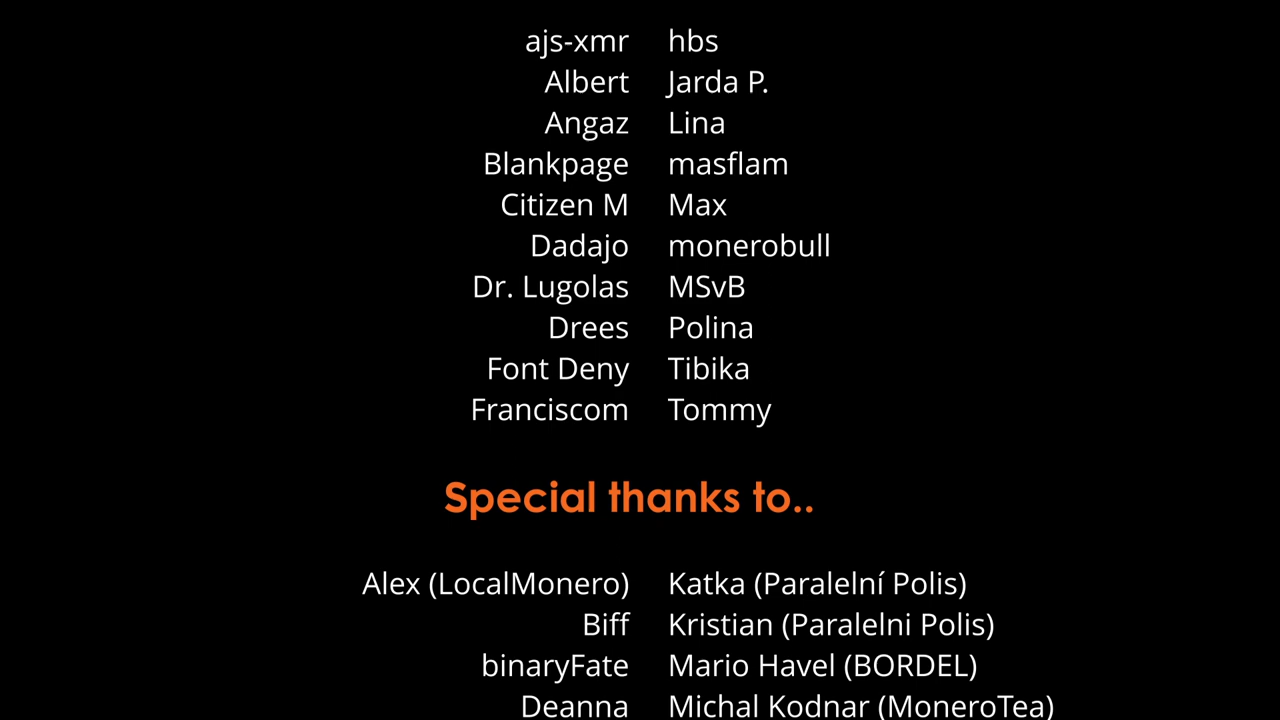 ajs-xmr hbs
Albert Jarda P.
Angaz Lina
Blankpage masflam
Citizen M Max
Dadajo monerobull
Dr. Lugolas MSvB
Drees Polina
Font Deny Tibika
Franciscom Tommy
Special thanks to..
Alex (LocalMonero) Katka (Paralelní Polis)
Biff Kristian (Paralelni Polis)
binaryFate Mario Havel (BORDEL)
Deanna Michal Kodnar (MoneroTea)